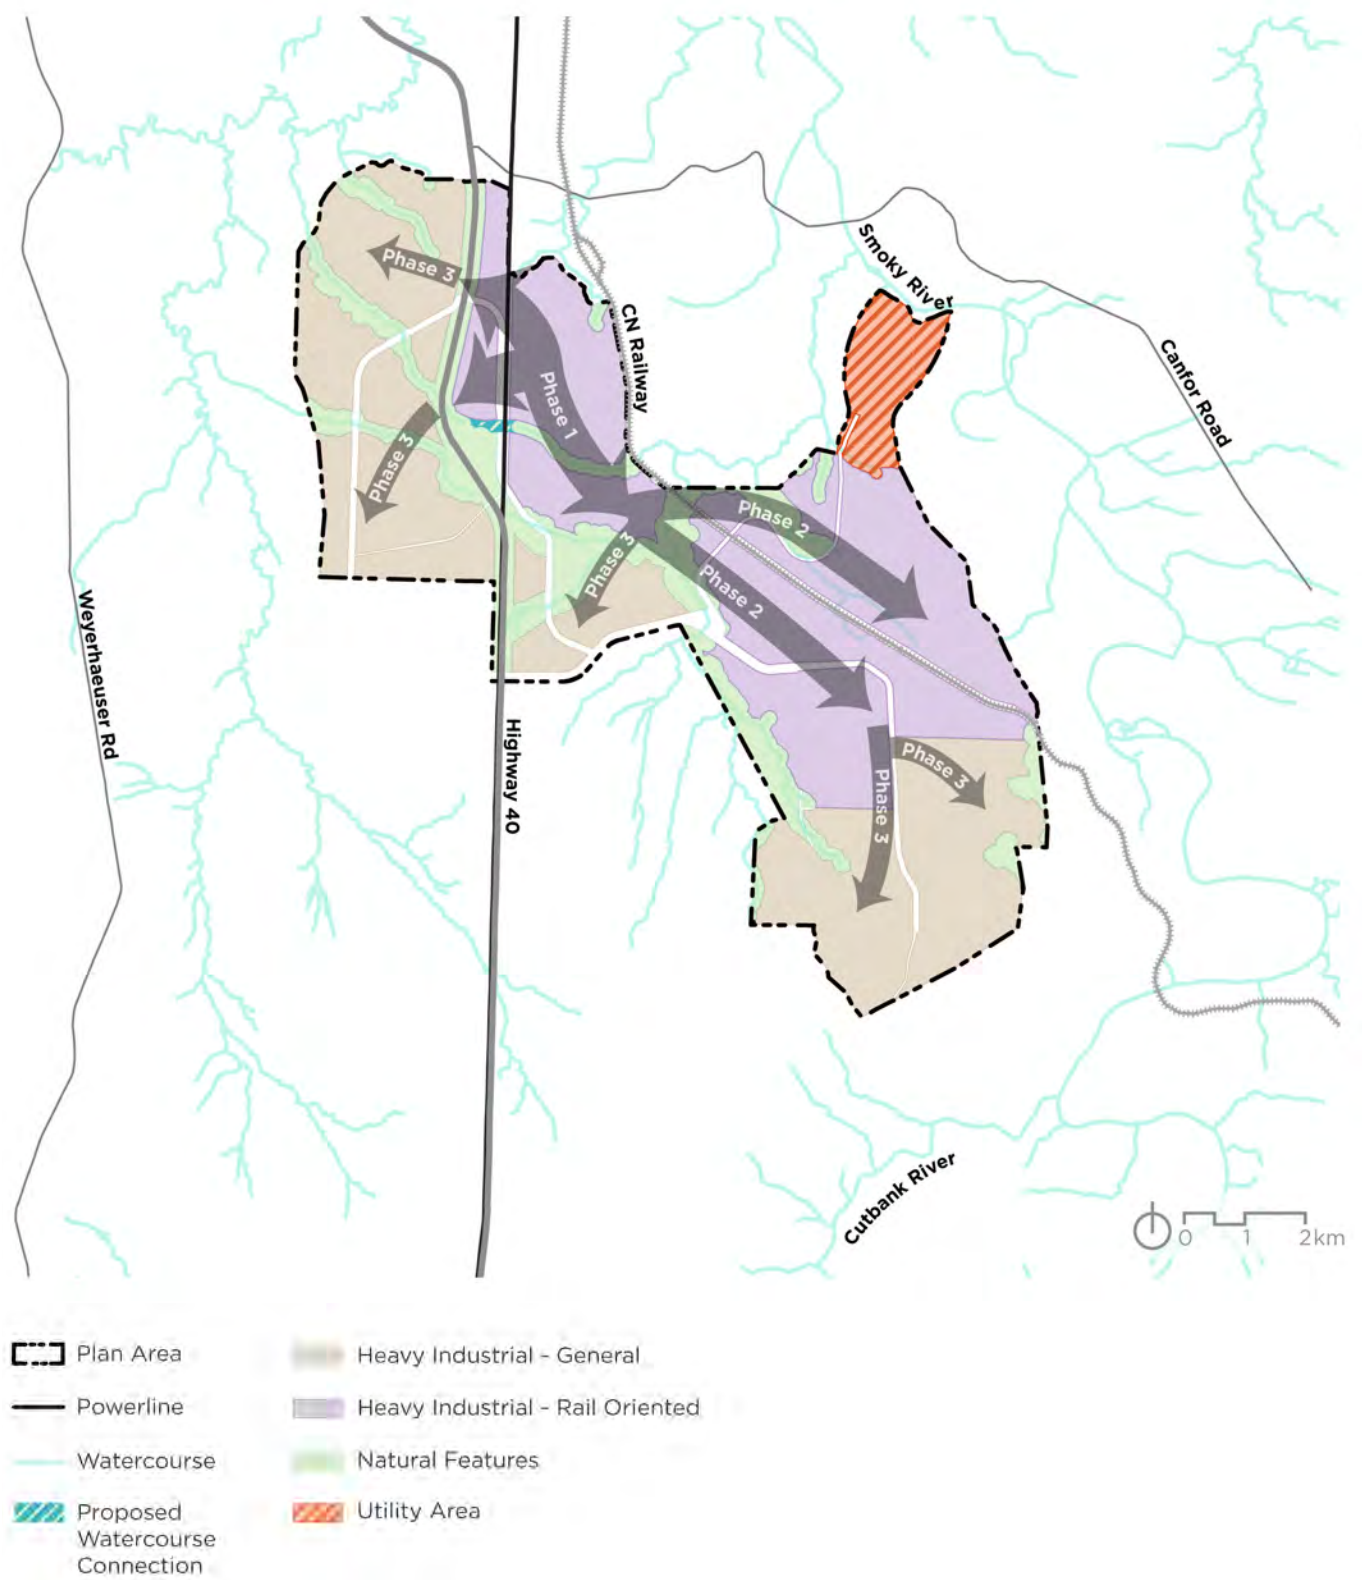 Smoky River
Phase 3
CN Railway
Canfor Road
Phase 1
Phase 3
Phase 2
Phase 3
Phase 2
Weyerhaeuser Rd
Highway 40
Phase 3
Phase 3
Cutbank River
0 1 2km
Plan Area
Powerline
Watercourse
Proposed
Watercourse
Connection
Heavy Industrial - General
Heavy Industrial - Rail Oriented
Natural Features
Utility Area